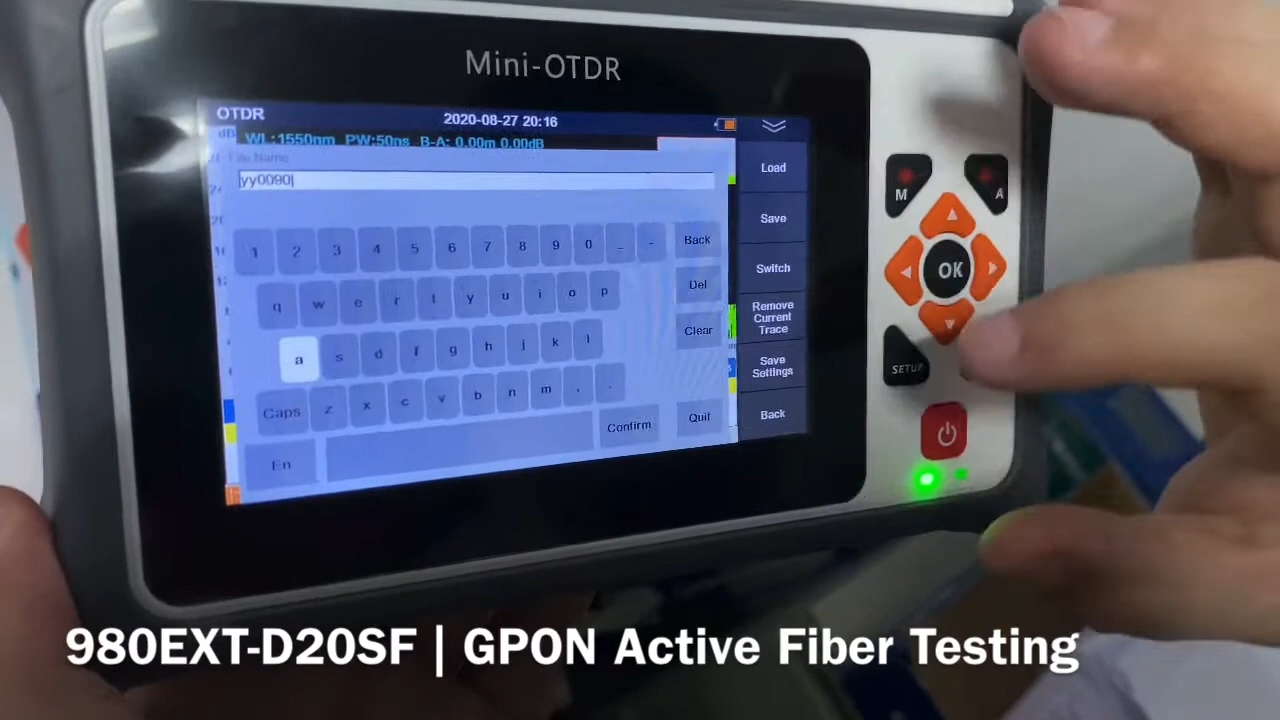 Mini-OTDR
OTDR 2020-08-27 20:16
WL:1550nm PW:50ns B-A: 0.00m 0.00dB
File Name
yy0090
1 2 3 4 5 6 7 8 9 0 _ - Back
q w e r t y u i o p Del
a s d f g h j k l Clear
Caps z x c v b n m , . Quit
En Confirm
Load
Save
Switch
Remove
Current
Trace
Save
Settings
Back
M A
OK
SETUP
980EXT-D20SF | GPON Active Fiber Testing